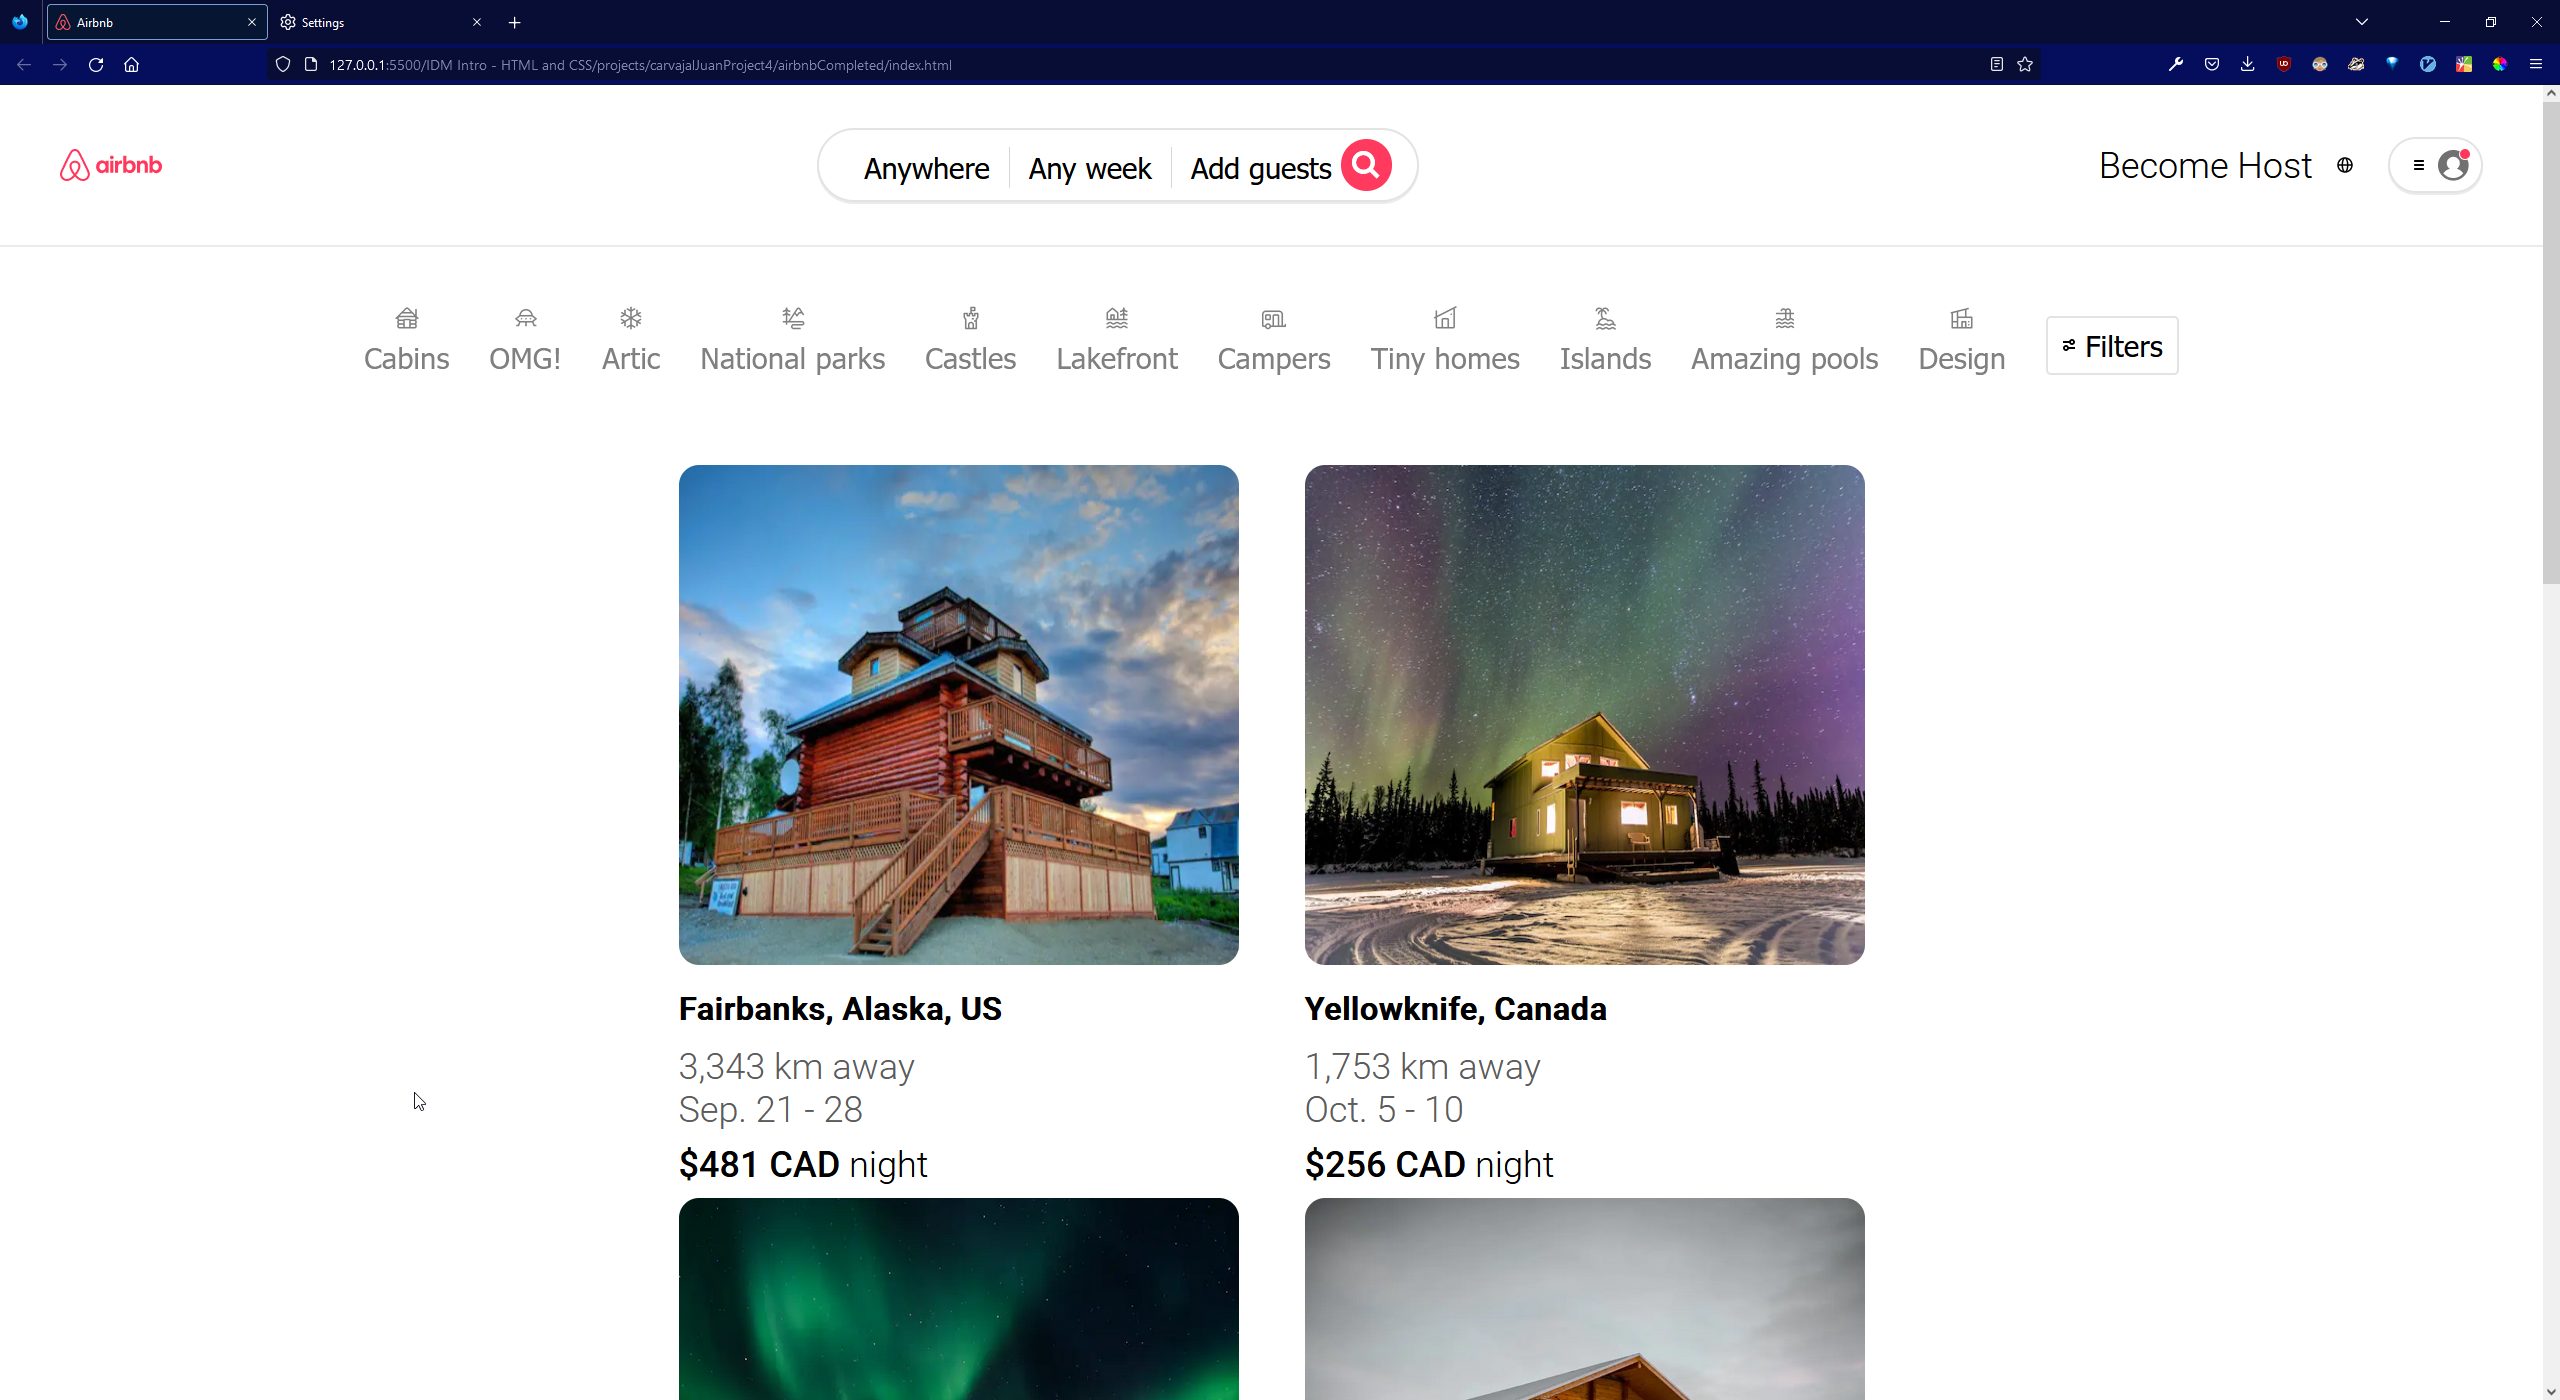 Airbnb
Settings
127.0.0.1:5500/IDM Intro - HTML and CSS/projects/carvajalJuanProject4/airbnbCompleted/index.html
airbnb
Anywhere Any week Add guests
Become Host
Cabins OMG! Artic National parks Castles Lakefront Campers Tiny homes Islands Amazing pools Design Filters
Fairbanks, Alaska, US
3,343 km away
Sep. 21 - 28
$481 CAD night
Yellowknife, Canada
1,753 km away
Oct. 5 - 10
$256 CAD night